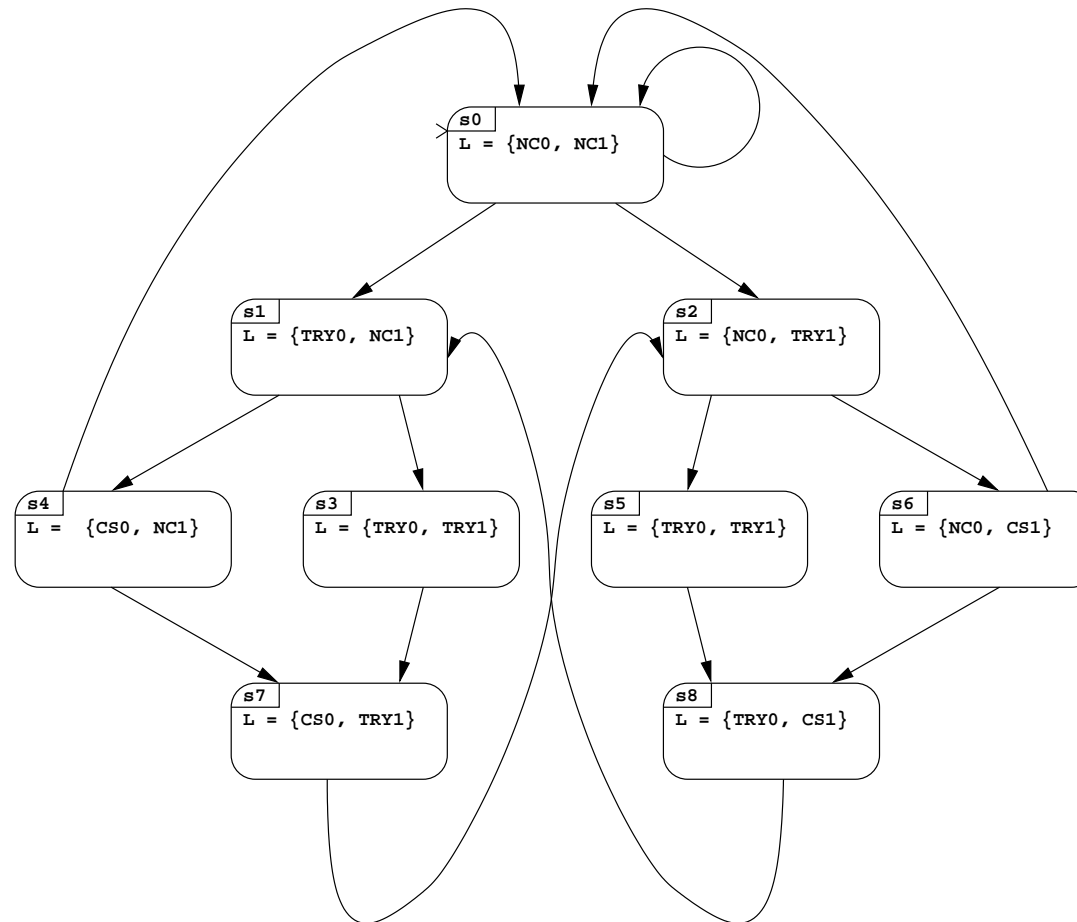 s0
L = {NC0, NC1}
s1
L = {TRY0, NC1}
s2
L = {NC0, TRY1}
s4
L =  {CS0, NC1}
s3
L = {TRY0, TRY1}
s5
L = {TRY0, TRY1}
s6
L = {NC0, CS1}
s7
L = {CS0, TRY1}
s8
L = {TRY0, CS1}